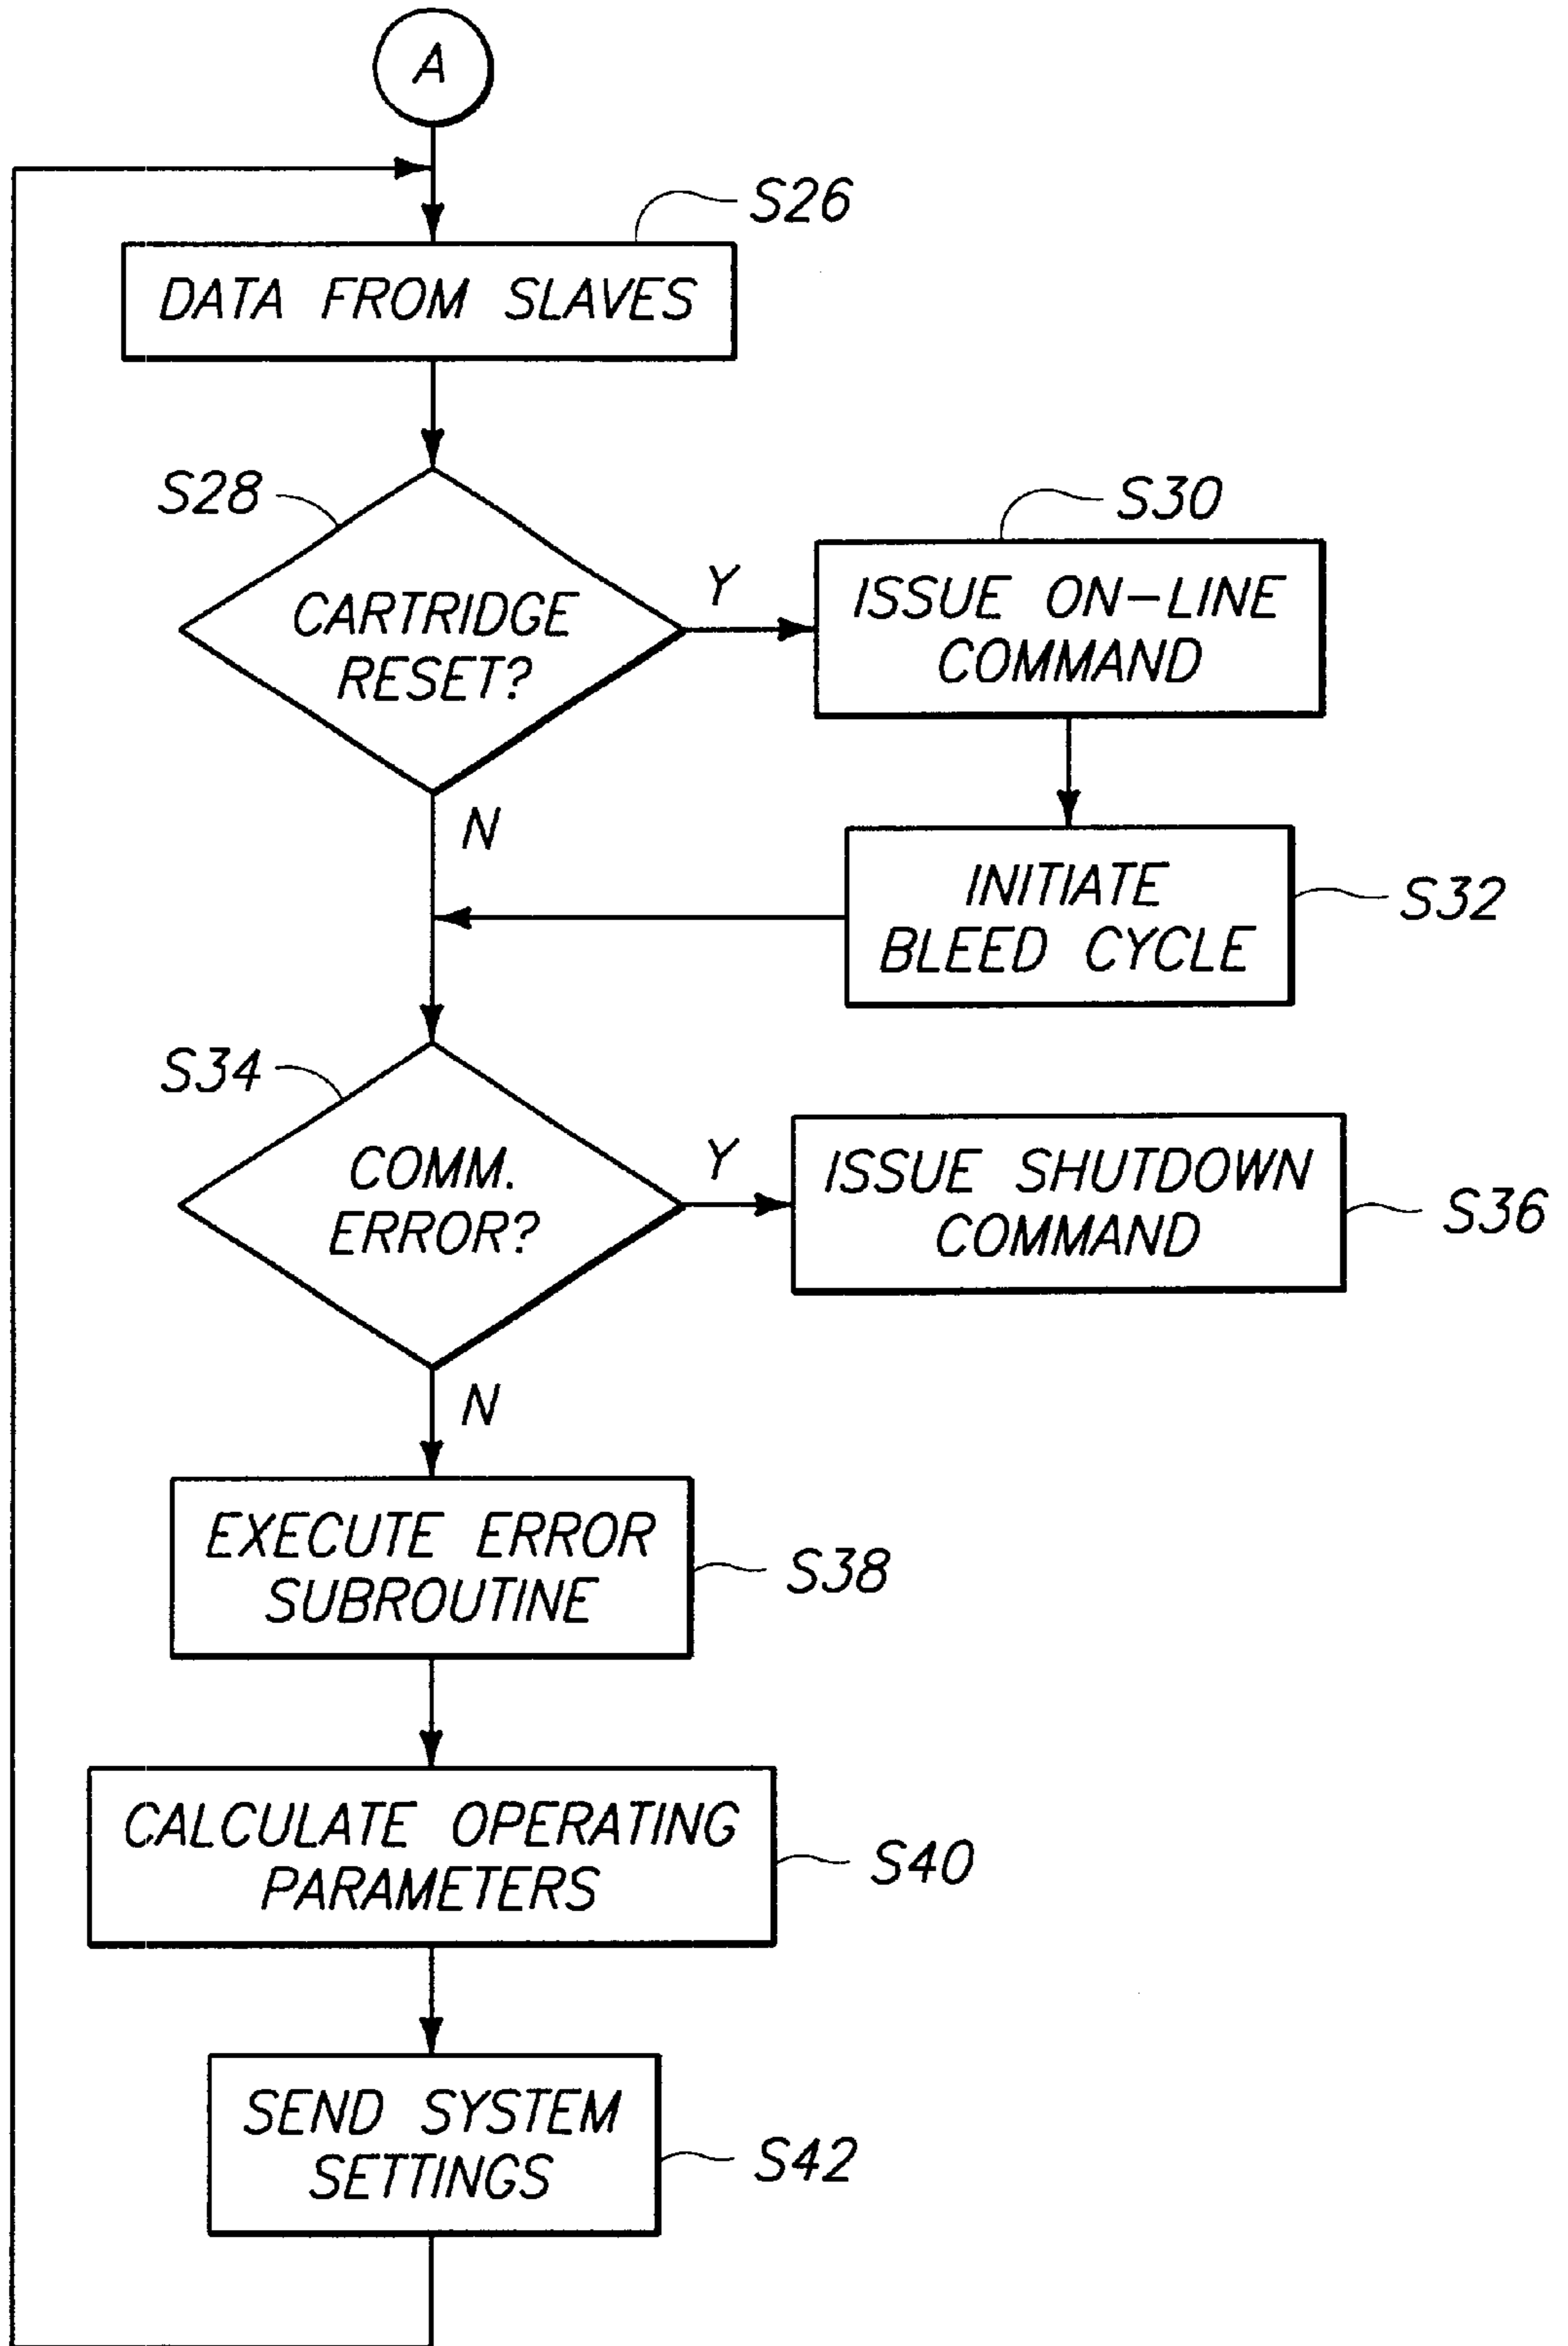 A
S26
DATA FROM SLAVES
S28
CARTRIDGE
RESET?
Y
S30
ISSUE ON-LINE
COMMAND
N
INITIATE
BLEED CYCLE
S32
S34
COMM.
ERROR?
Y
ISSUE SHUTDOWN
COMMAND
S36
N
EXECUTE ERROR
SUBROUTINE
S38
CALCULATE OPERATING
PARAMETERS
S40
SEND SYSTEM
SETTINGS
S42